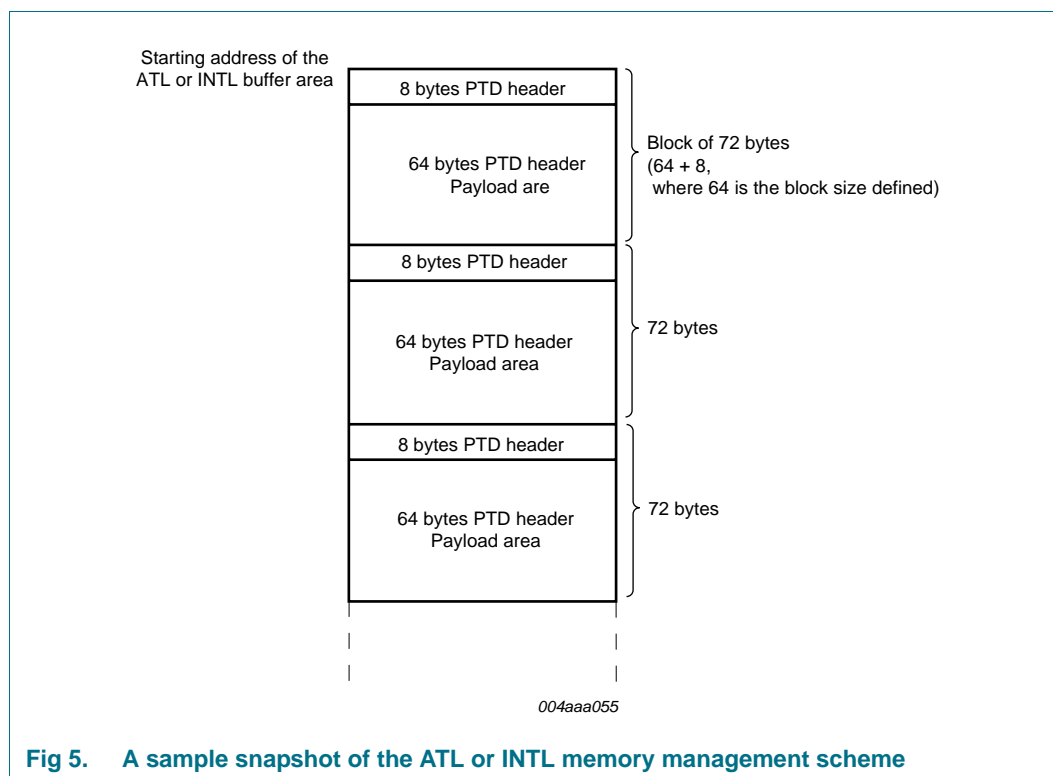 Starting address of the
ATL or INTL buffer area
8 bytes PTD header
64 bytes PTD header
Payload are
Block of 72 bytes
(64 + 8,
where 64 is the block size defined)
8 bytes PTD header
64 bytes PTD header
Payload area
72 bytes
8 bytes PTD header
64 bytes PTD header
Payload area
72 bytes
004aaa055
Fig 5. A sample snapshot of the ATL or INTL memory management scheme